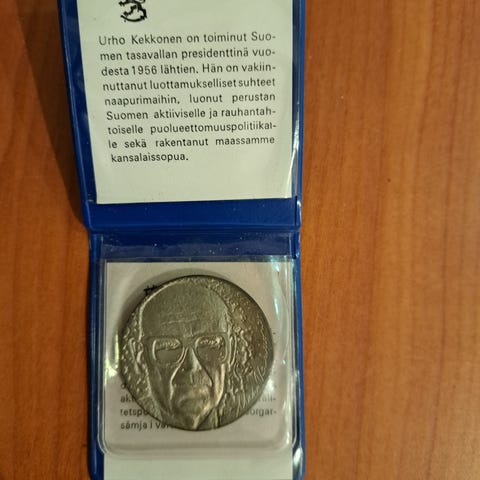 Urho Kekkonen on toiminut Suo-
men tasavallan presidenttinä vuo-
desta 1956 lähtien. Hän on vakiin-
nuttanut luottamukselliset suhteet
naapurimaihin, luonut perustan
Suomen aktiiviselle ja rauhantah-
toiselle puolueettomuuspolitiikal-
le sekä rakentanut maassamme
kansalaissopua.
sämja i